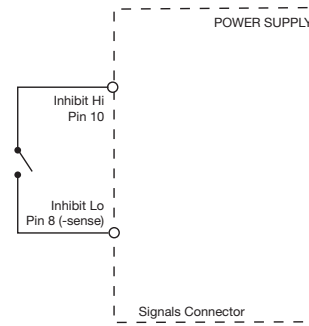 POWER SUPPLY
Inhibit Hi
Pin 10
Inhibit Lo
Pin 8 (-sense)
Signals Connector